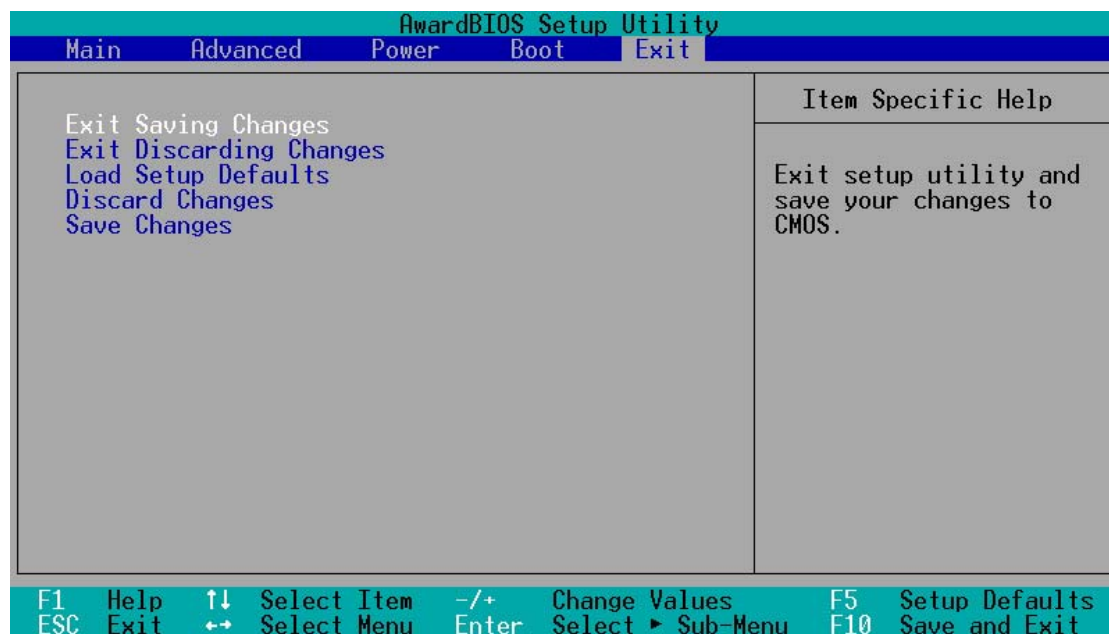 AwardBIOS Setup Utility
Main Advanced Power Boot Exit
Exit Saving Changes
Exit Discarding Changes
Load Setup Defaults
Discard Changes
Save Changes
Item Specific Help
Exit setup utility and
save your changes to
CMOS.
F1 Help ↑↓ Select Item -/+ Change Values F5 Setup Defaults
ESC Exit ←→ Select Menu Enter Select ► Sub-Menu F10 Save and Exit